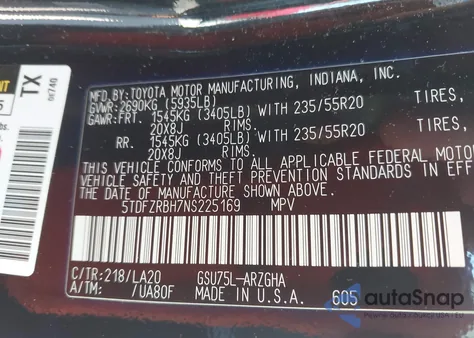 TX
MFD. BY: TOYOTA MOTOR MANUFACTURING, INDIANA, INC.
GVWR: 2690KG (5935LB)
GAWR: FRT. 1545KG (3405LB) WITH 235/55R20 TIRES,
20X8J RIMS.
RR. 1545KG (3405LB) WITH 235/55R20 TIRES,
20X8J RIMS.
THIS VEHICLE CONFORMS TO ALL APPLICABLE FEDERAL MOTOR
VEHICLE SAFETY AND THEFT PREVENTION STANDARDS IN EFFECT
THE DATE OF MANUFACTURE SHOWN ABOVE.
5TDFZRBH7NS225169 MPV
C/TR: 218/LA20 GSU75L-ARZGHA
A/TM: /UA80F MADE IN U.S.A. 605
autoSnap